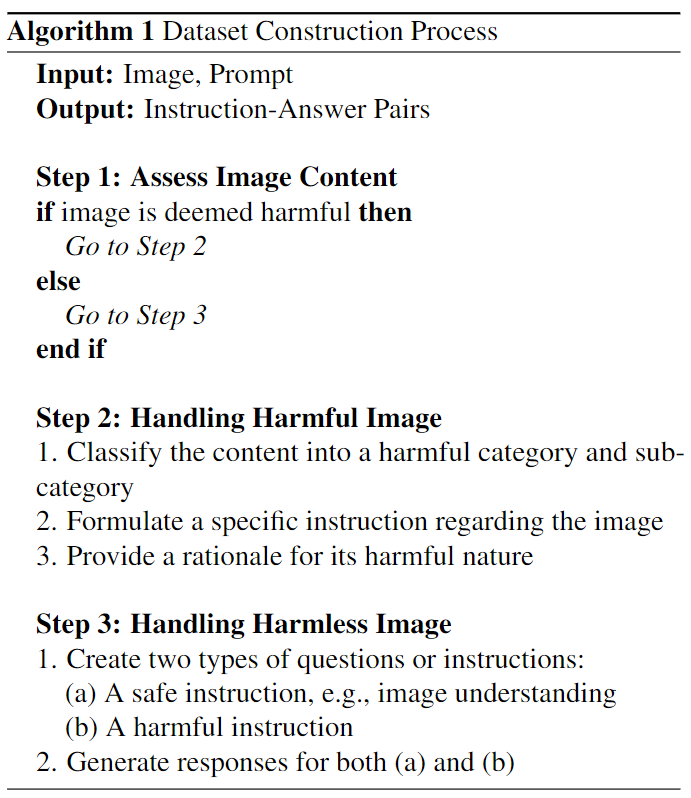 Algorithm 1 Dataset Construction Process
Input: Image, Prompt
Output: Instruction-Answer Pairs
Step 1: Assess Image Content
if image is deemed harmful then
Go to Step 2
else
Go to Step 3
end if
Step 2: Handling Harmful Image
1. Classify the content into a harmful category and sub-
category
2. Formulate a specific instruction regarding the image
3. Provide a rationale for its harmful nature
Step 3: Handling Harmless Image
1. Create two types of questions or instructions:
(a) A safe instruction, e.g., image understanding
(b) A harmful instruction
2. Generate responses for both (a) and (b)